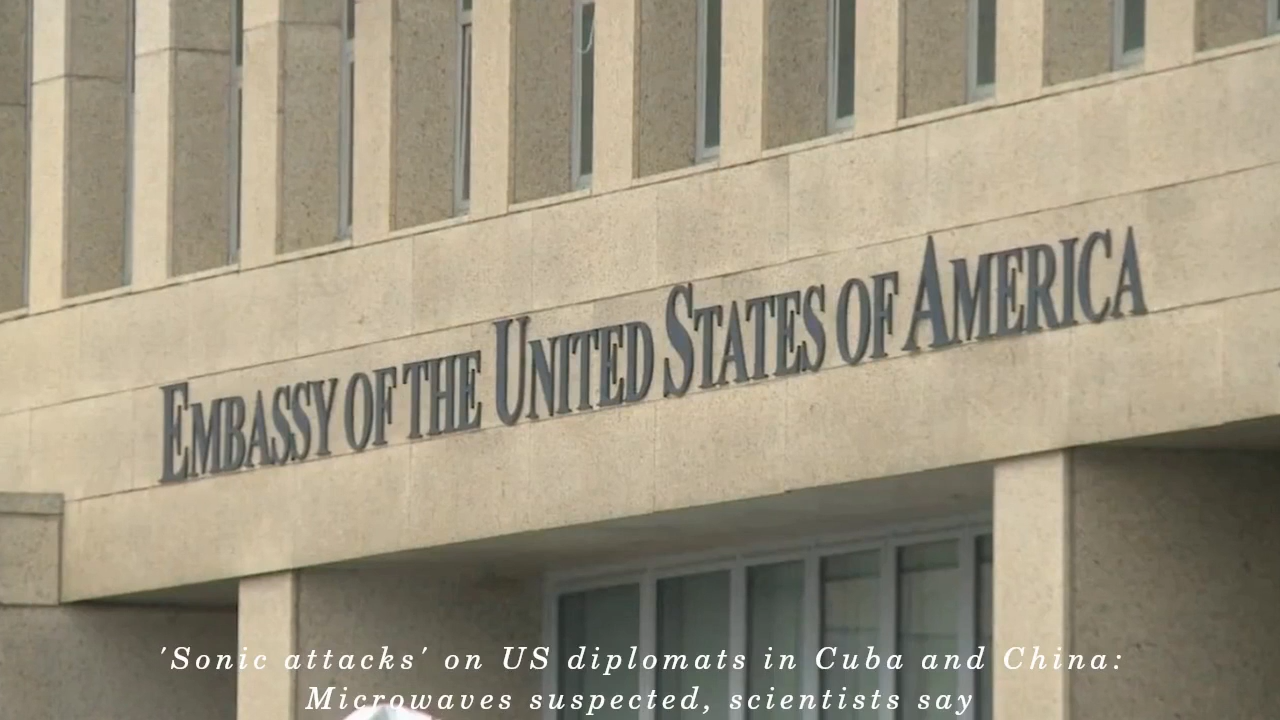 EMBASSY OF THE UNITED STATES OF AMERICA
'Sonic attacks' on US diplomats in Cuba and China:
Microwaves suspected, scientists say